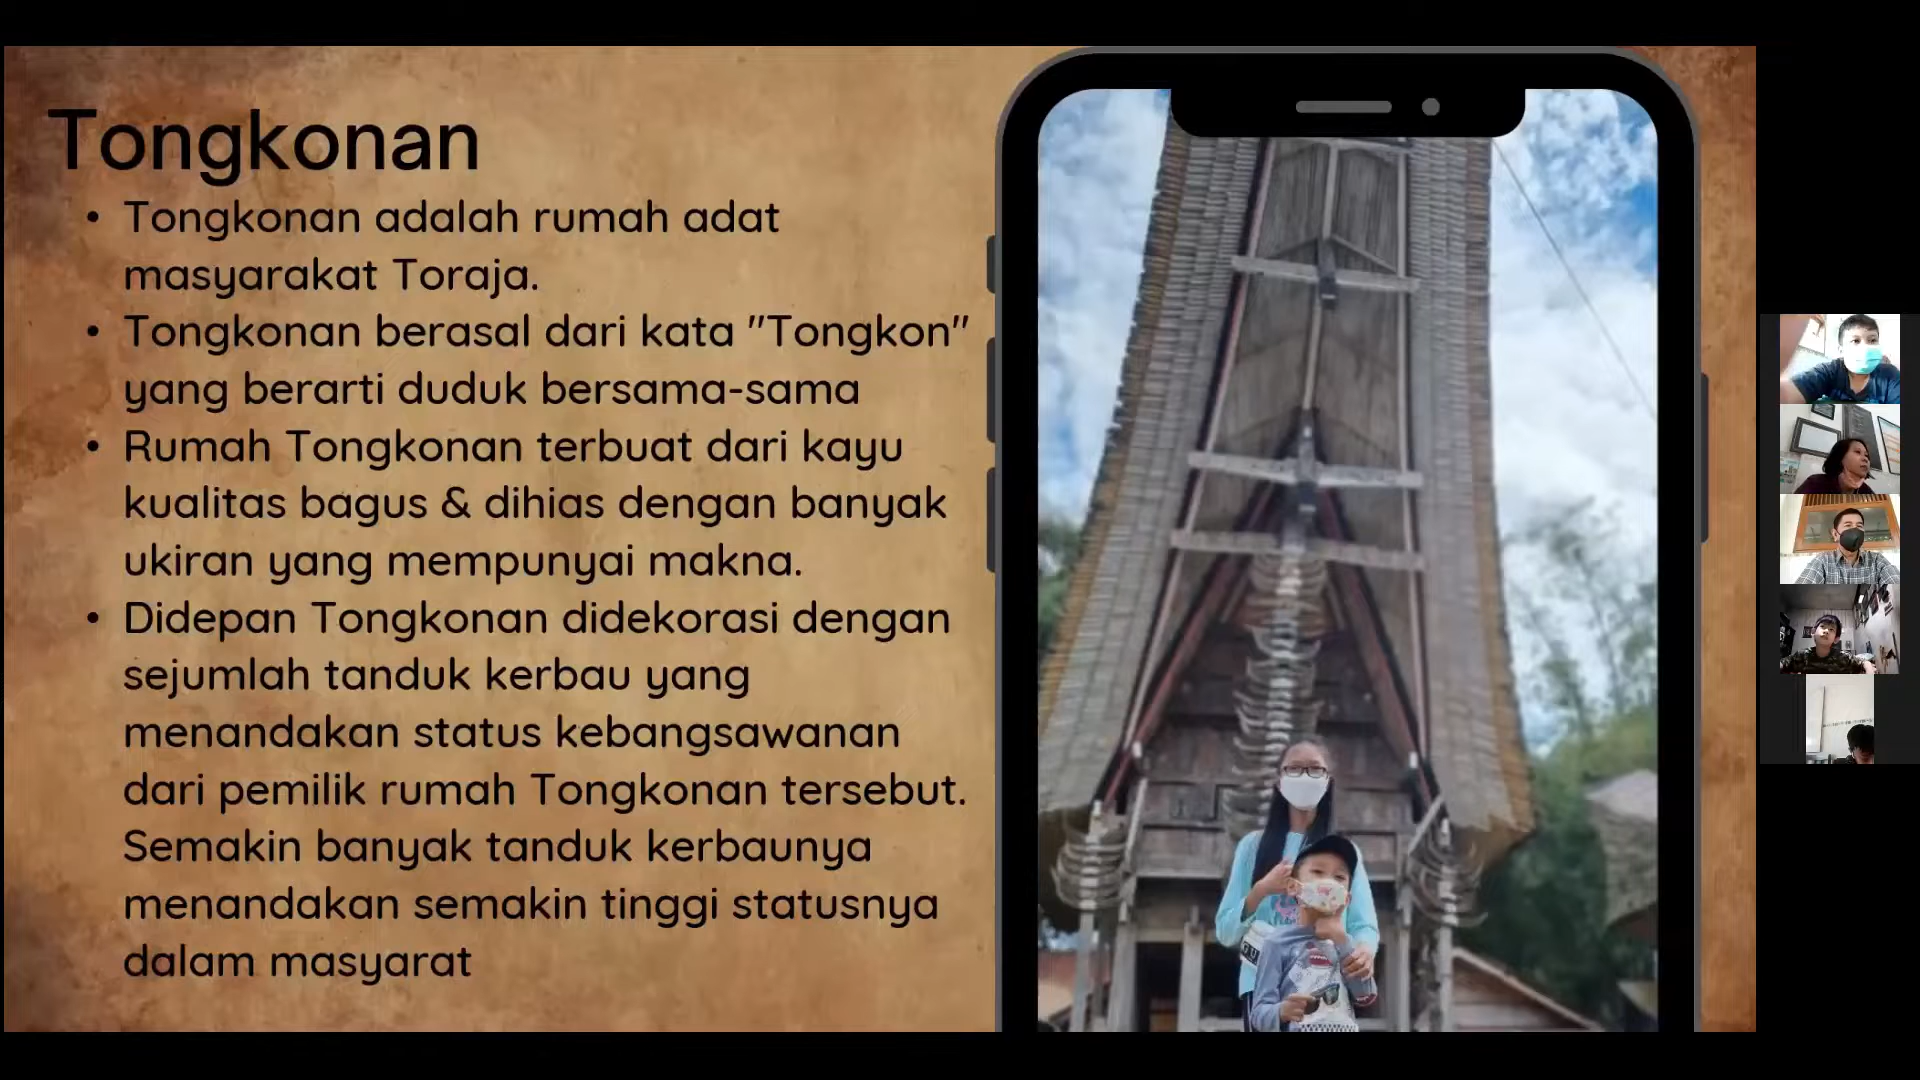 Tongkonan
• Tongkonan adalah rumah adat
masyarakat Toraja.
• Tongkonan berasal dari kata "Tongkon"
yang berarti duduk bersama-sama
• Rumah Tongkonan terbuat dari kayu
kualitas bagus & dihias dengan banyak
ukiran yang mempunyai makna.
• Didepan Tongkonan didekorasi dengan
sejumlah tanduk kerbau yang
menandakan status kebangsawanan
dari pemilik rumah Tongkonan tersebut.
Semakin banyak tanduk kerbaunya
menandakan semakin tinggi statusnya
dalam masyarat